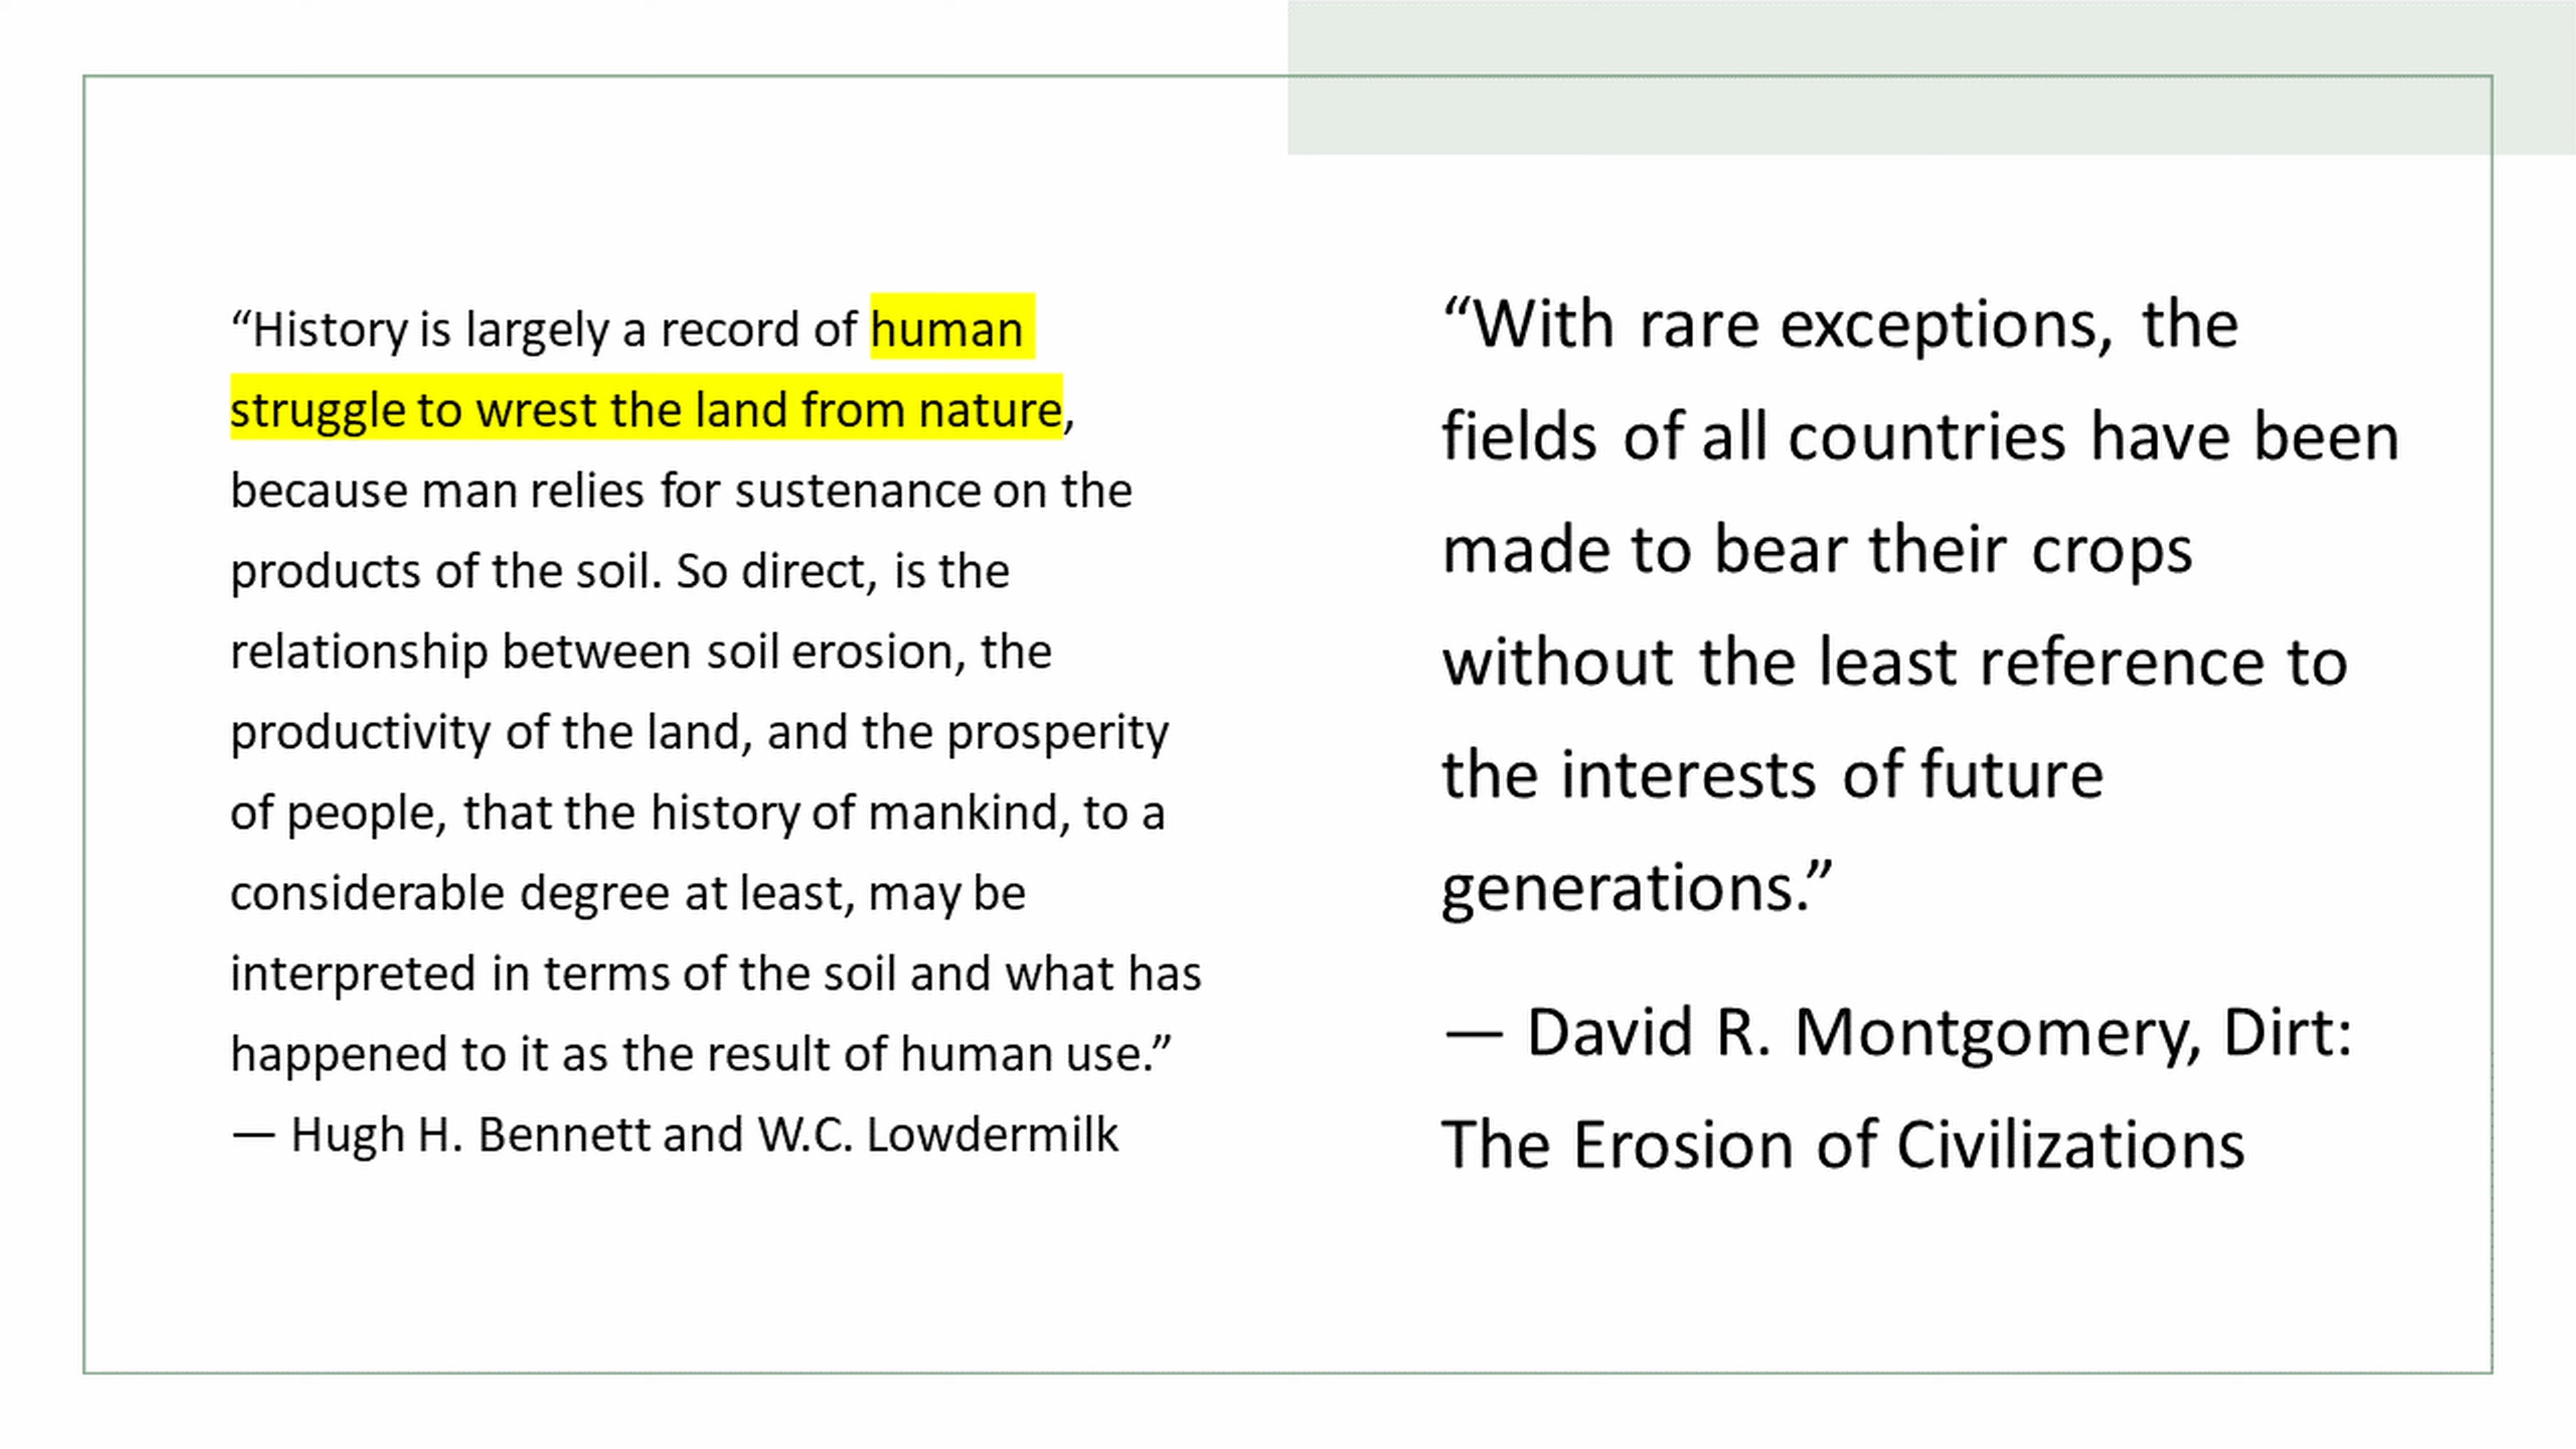 “History is largely a record of human
struggle to wrest the land from nature,
because man relies for sustenance on the
products of the soil. So direct, is the
relationship between soil erosion, the
productivity of the land, and the prosperity
of people, that the history of mankind, to a
considerable degree at least, may be
interpreted in terms of the soil and what has
happened to it as the result of human use.”
— Hugh H. Bennett and W.C. Lowdermilk
“With rare exceptions, the
fields of all countries have been
made to bear their crops
without the least reference to
the interests of future
generations.”
— David R. Montgomery, Dirt:
The Erosion of Civilizations